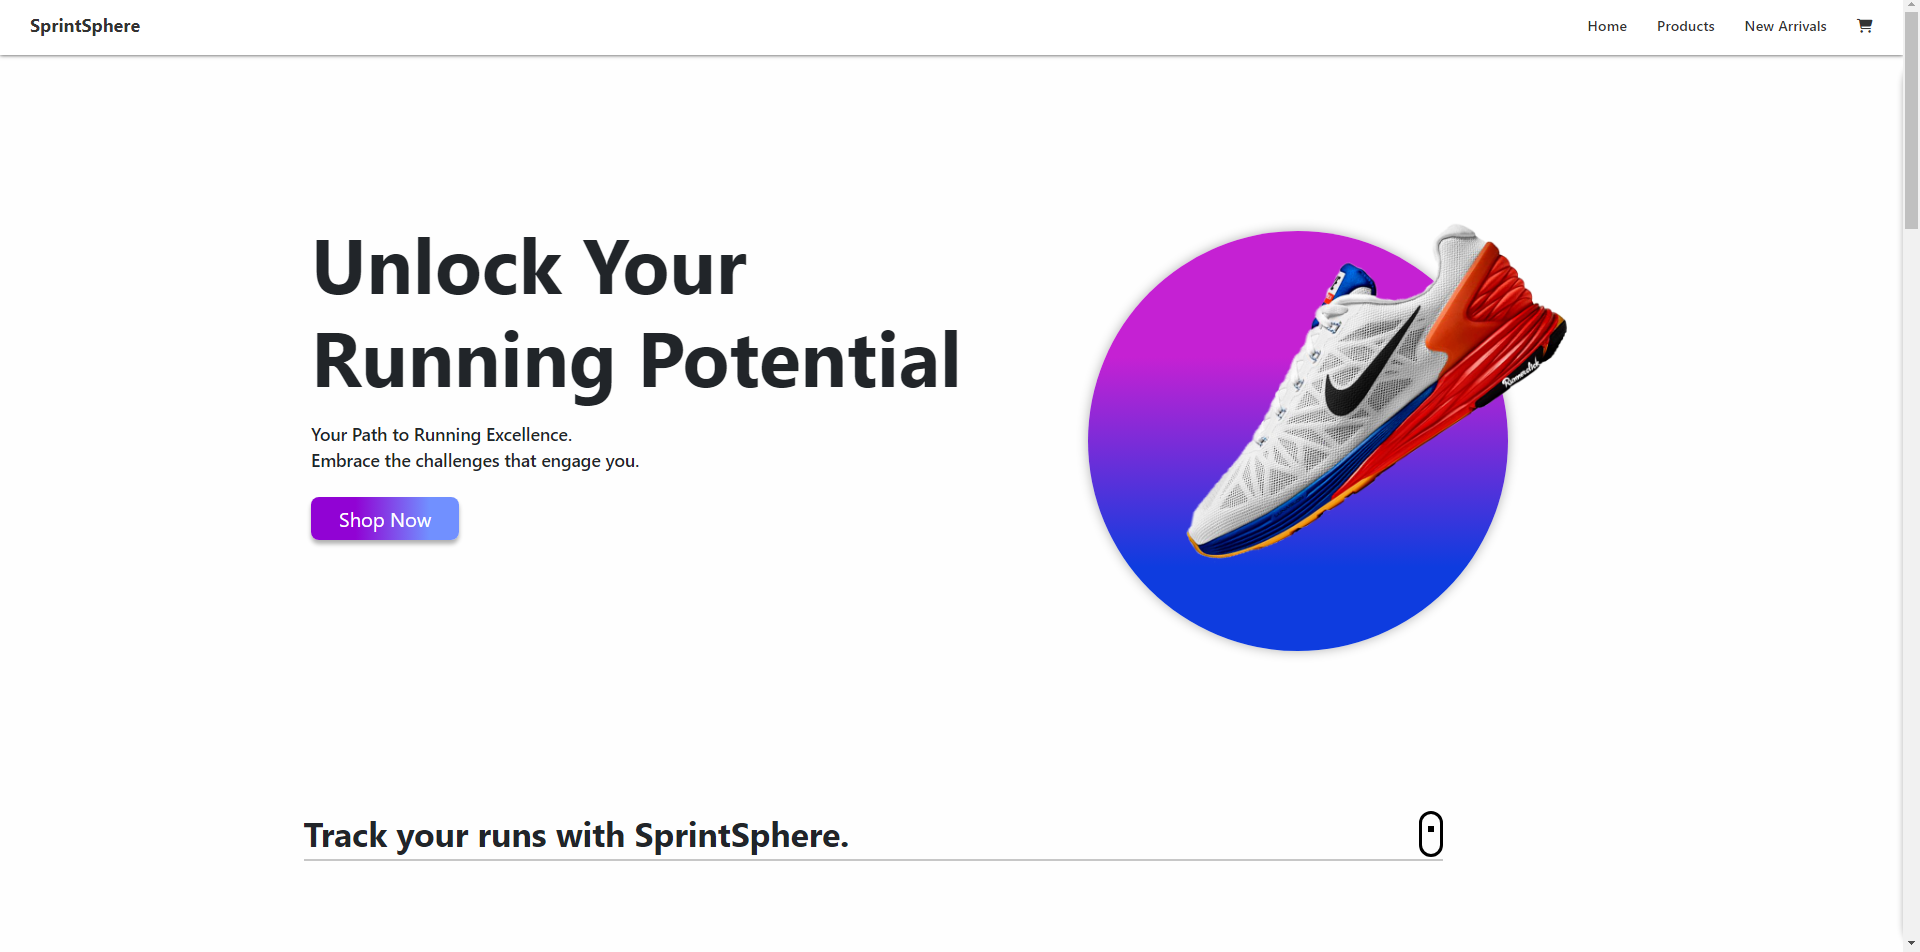 SprintSphere
Home
Products
New Arrivals
Unlock Your
Running Potential
Your Path to Running Excellence.
Embrace the challenges that engage you.
Shop Now
Track your runs with SprintSphere.